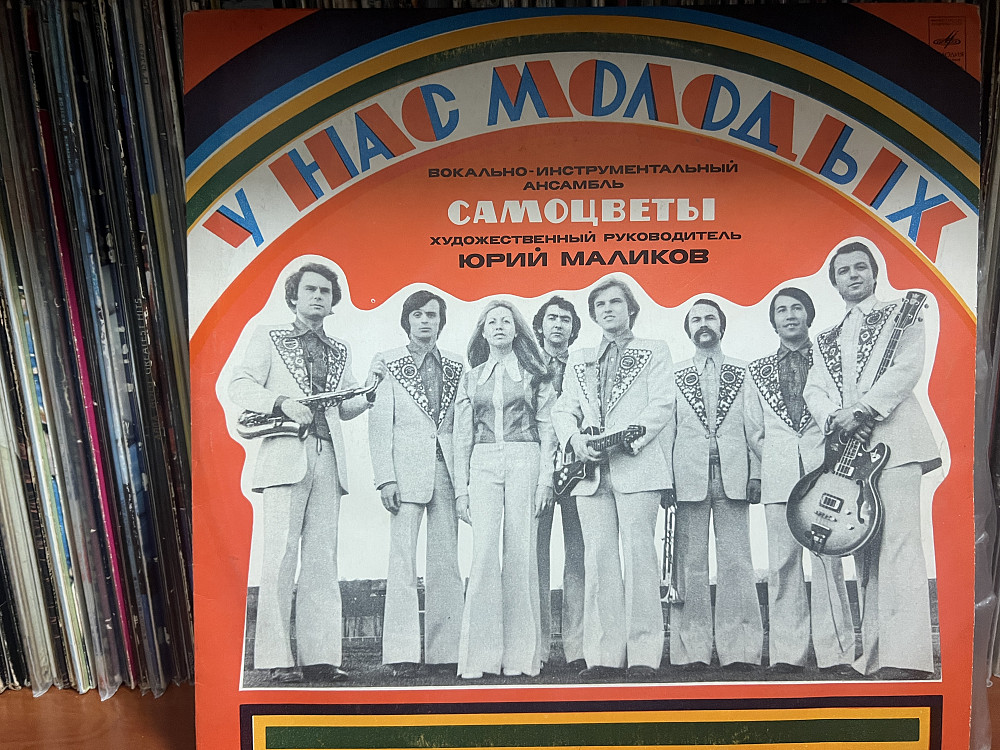 У НАС МОЛОДЫХ
ВОКАЛЬНО-ИНСТРУМЕНТАЛЬНЫЙ
АНСАМБЛЬ
САМОЦВЕТЫ
ХУДОЖЕСТВЕННЫЙ РУКОВОДИТЕЛЬ
ЮРИЙ МАЛИКОВ